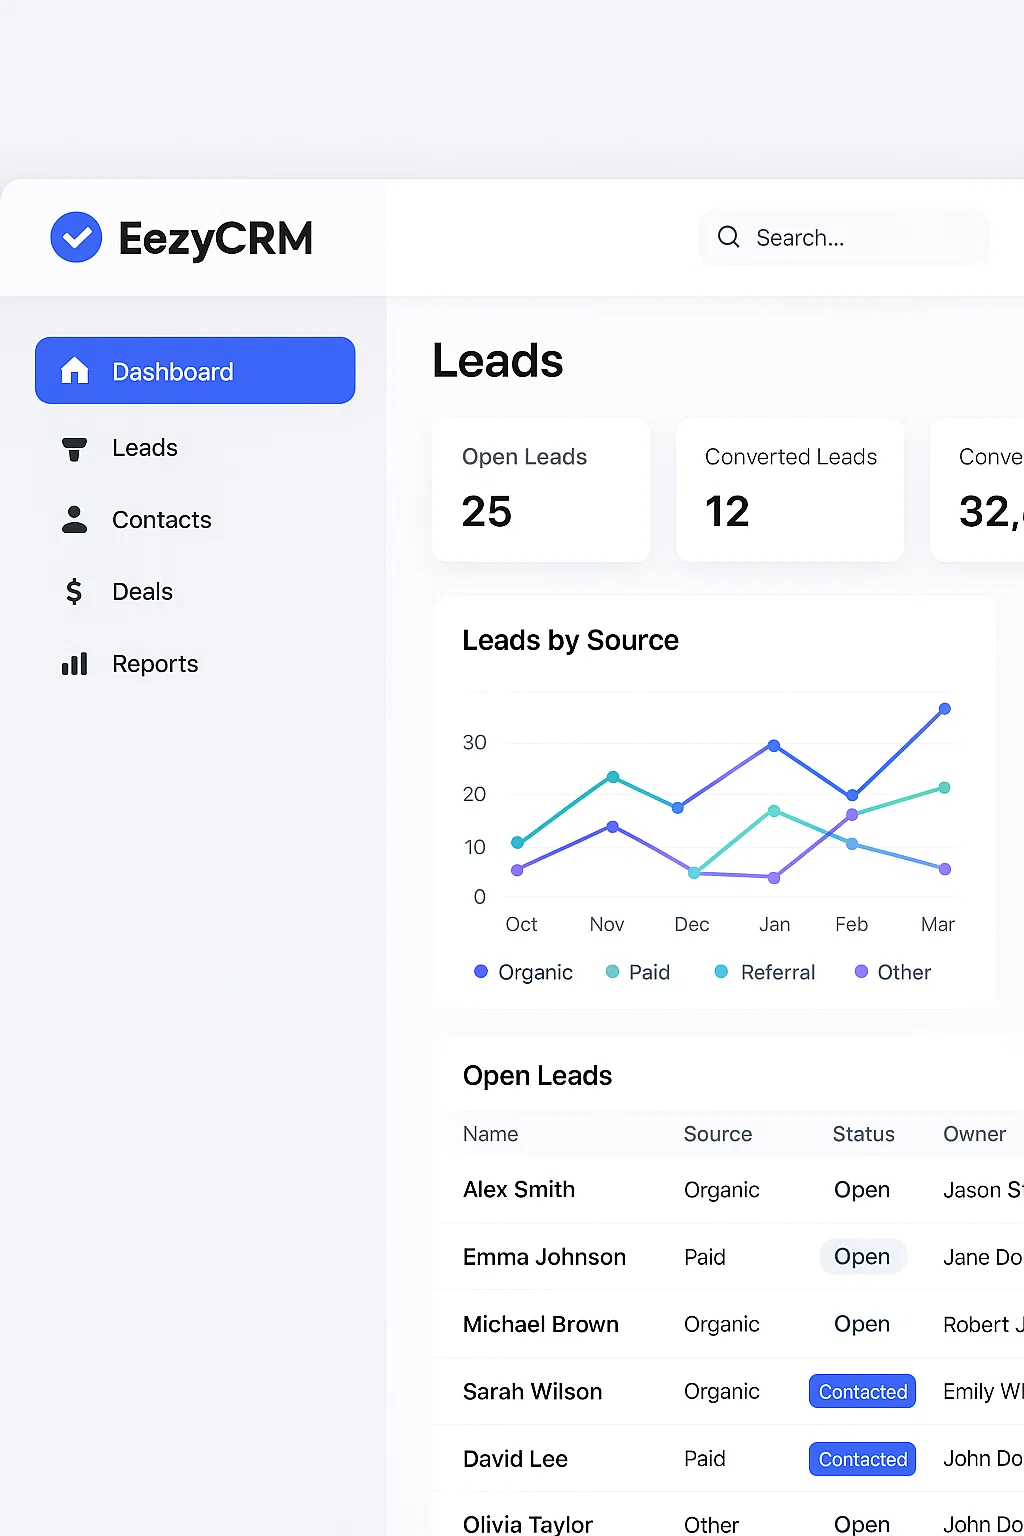 EezyCRM
Search...
Dashboard
Leads
Contacts
Deals
Reports
Leads
Open Leads
25
Converted Leads
12
Conve
32,
Leads by Source
30
20
10
0
Oct Nov Dec Jan Feb Mar
Organic Paid Referral Other
Open Leads
Name Source Status Owner
Alex Smith Organic Open Jason S
Emma Johnson Paid Open Jane Do
Michael Brown Organic Open Robert J
Sarah Wilson Organic Contacted Emily W
David Lee Paid Contacted John Do
Olivia Taylor Other Open John Do